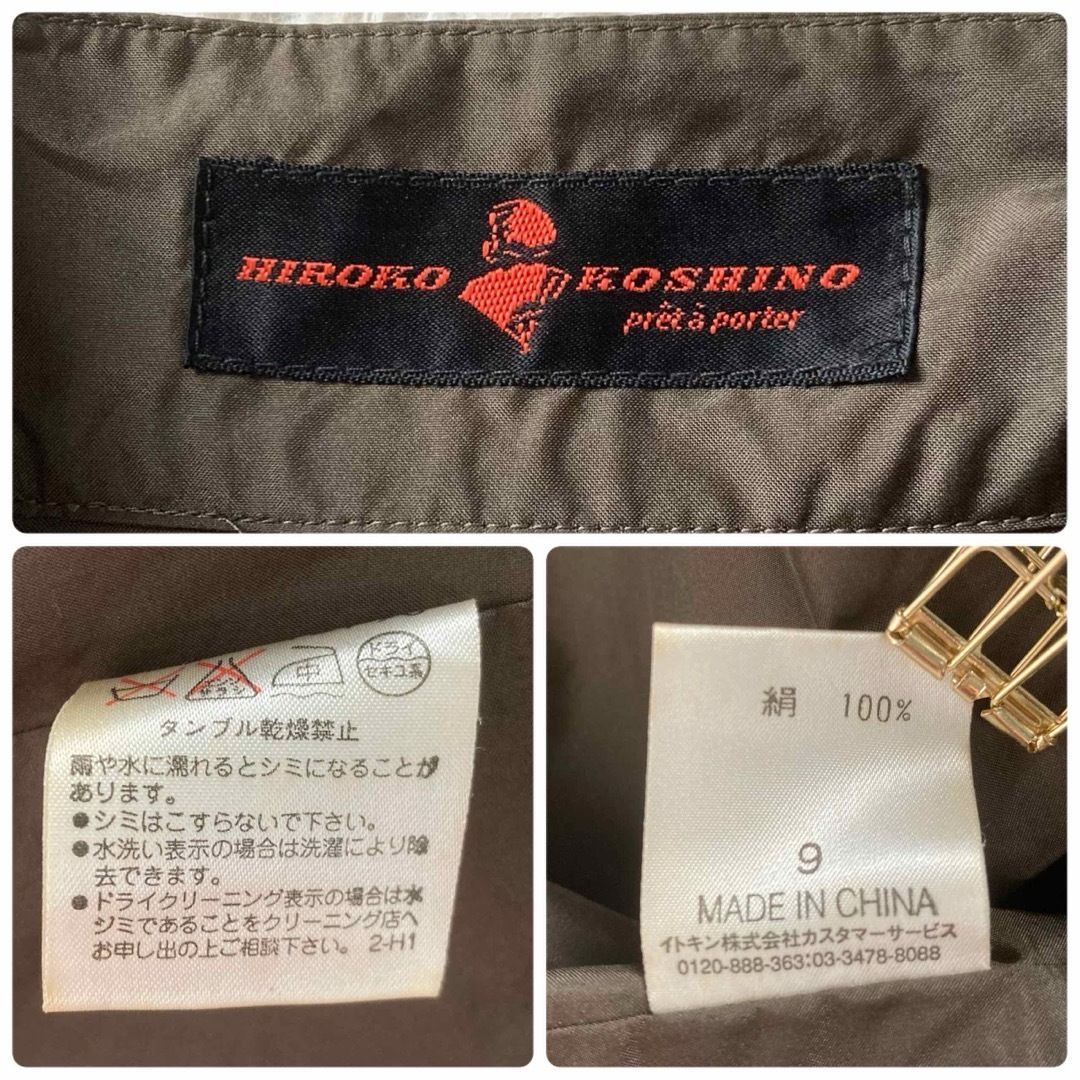 HIROKO KOSHINO
prêt à porter
エンソ
サラシ
中
ドライ
セキユ系
タンブル乾燥禁止
雨や水に濡れるとシミになることが
あります。
●シミはこすらないで下さい。
●水洗い表示の場合は洗濯により除
去できます。
●ドライクリーニング表示の場合は水
シミであることをクリーニング店へ
お申し出の上ご相談下さい。 2-H1
絹 100%
9
MADE IN CHINA
イトキン株式会社カスタマーサービス
0120-888-363:03-3478-8088